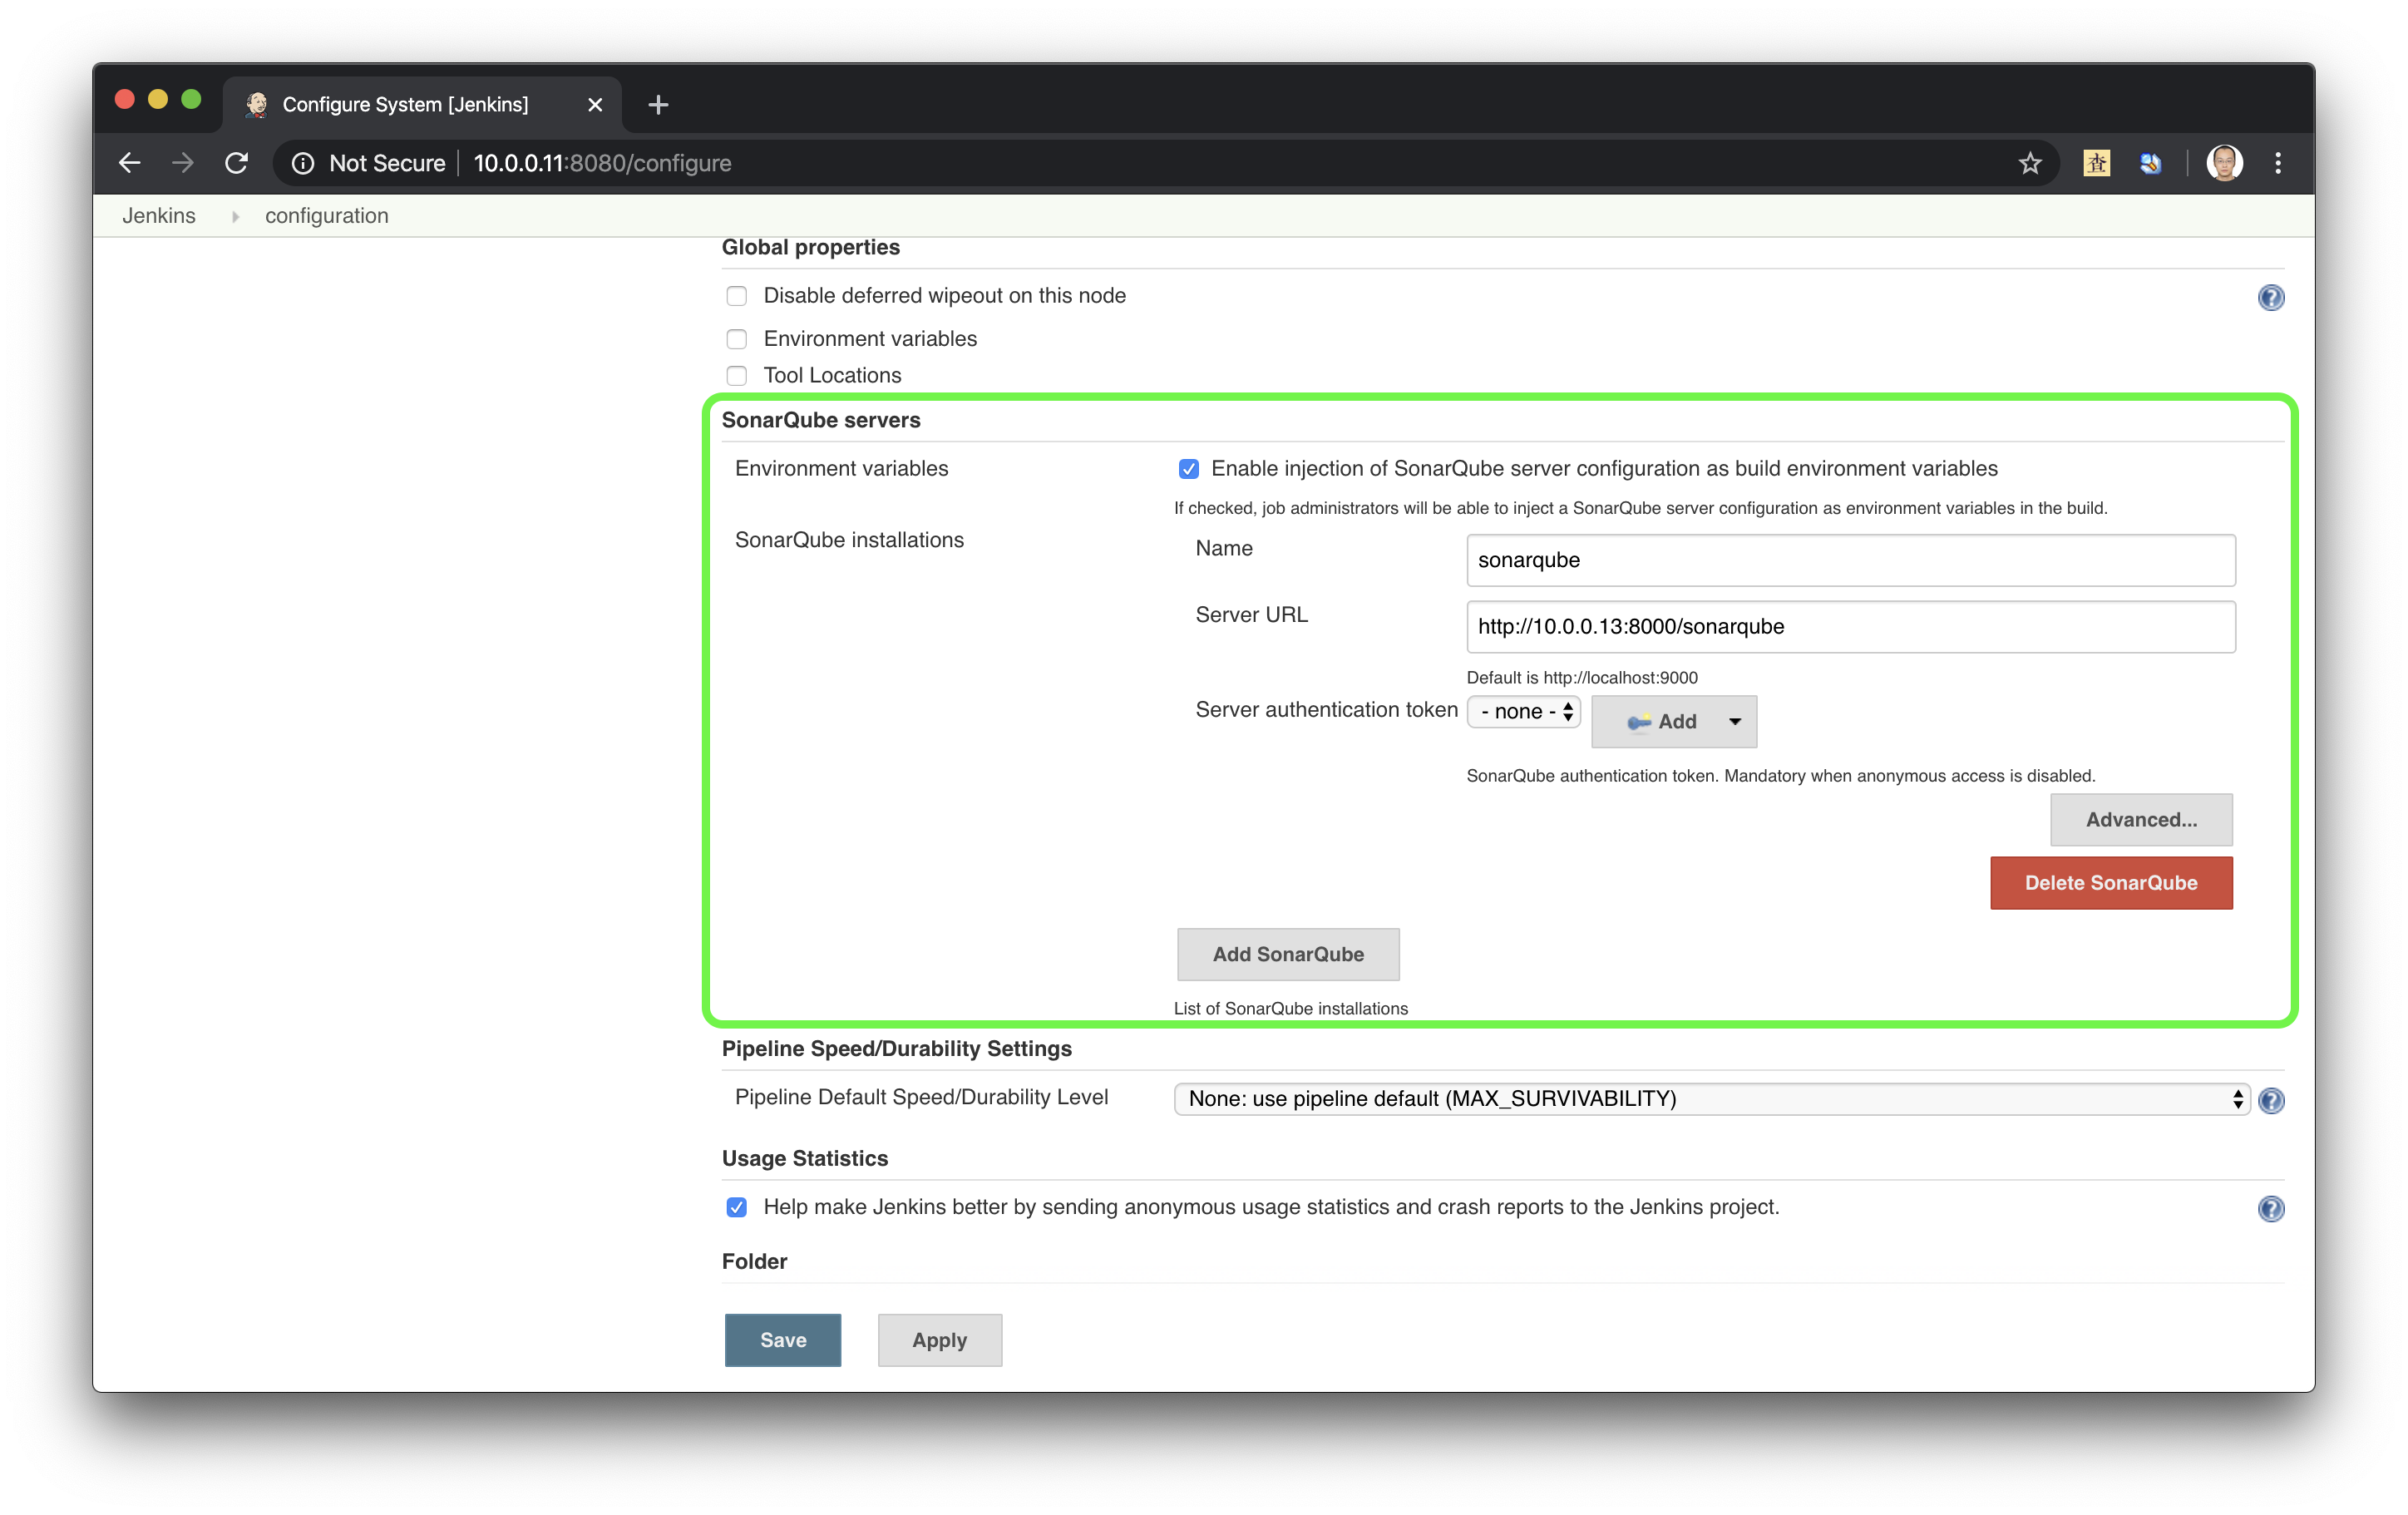 Configure System [Jenkins]
Not Secure 10.0.0.11:8080/configure
查
Jenkins configuration
Global properties
Disable deferred wipeout on this node
Environment variables
Tool Locations
SonarQube servers
Environment variables
Enable injection of SonarQube server configuration as build environment variables
If checked, job administrators will be able to inject a SonarQube server configuration as environment variables in the build.
SonarQube installations
Name
sonarqube
Server URL
http://10.0.0.13:8000/sonarqube
Default is http://localhost:9000
Server authentication token
- none -
Add
SonarQube authentication token. Mandatory when anonymous access is disabled.
Advanced...
Delete SonarQube
Add SonarQube
List of SonarQube installations
Pipeline Speed/Durability Settings
Pipeline Default Speed/Durability Level
None: use pipeline default (MAX_SURVIVABILITY)
Usage Statistics
Help make Jenkins better by sending anonymous usage statistics and crash reports to the Jenkins project.
Folder
Save
Apply